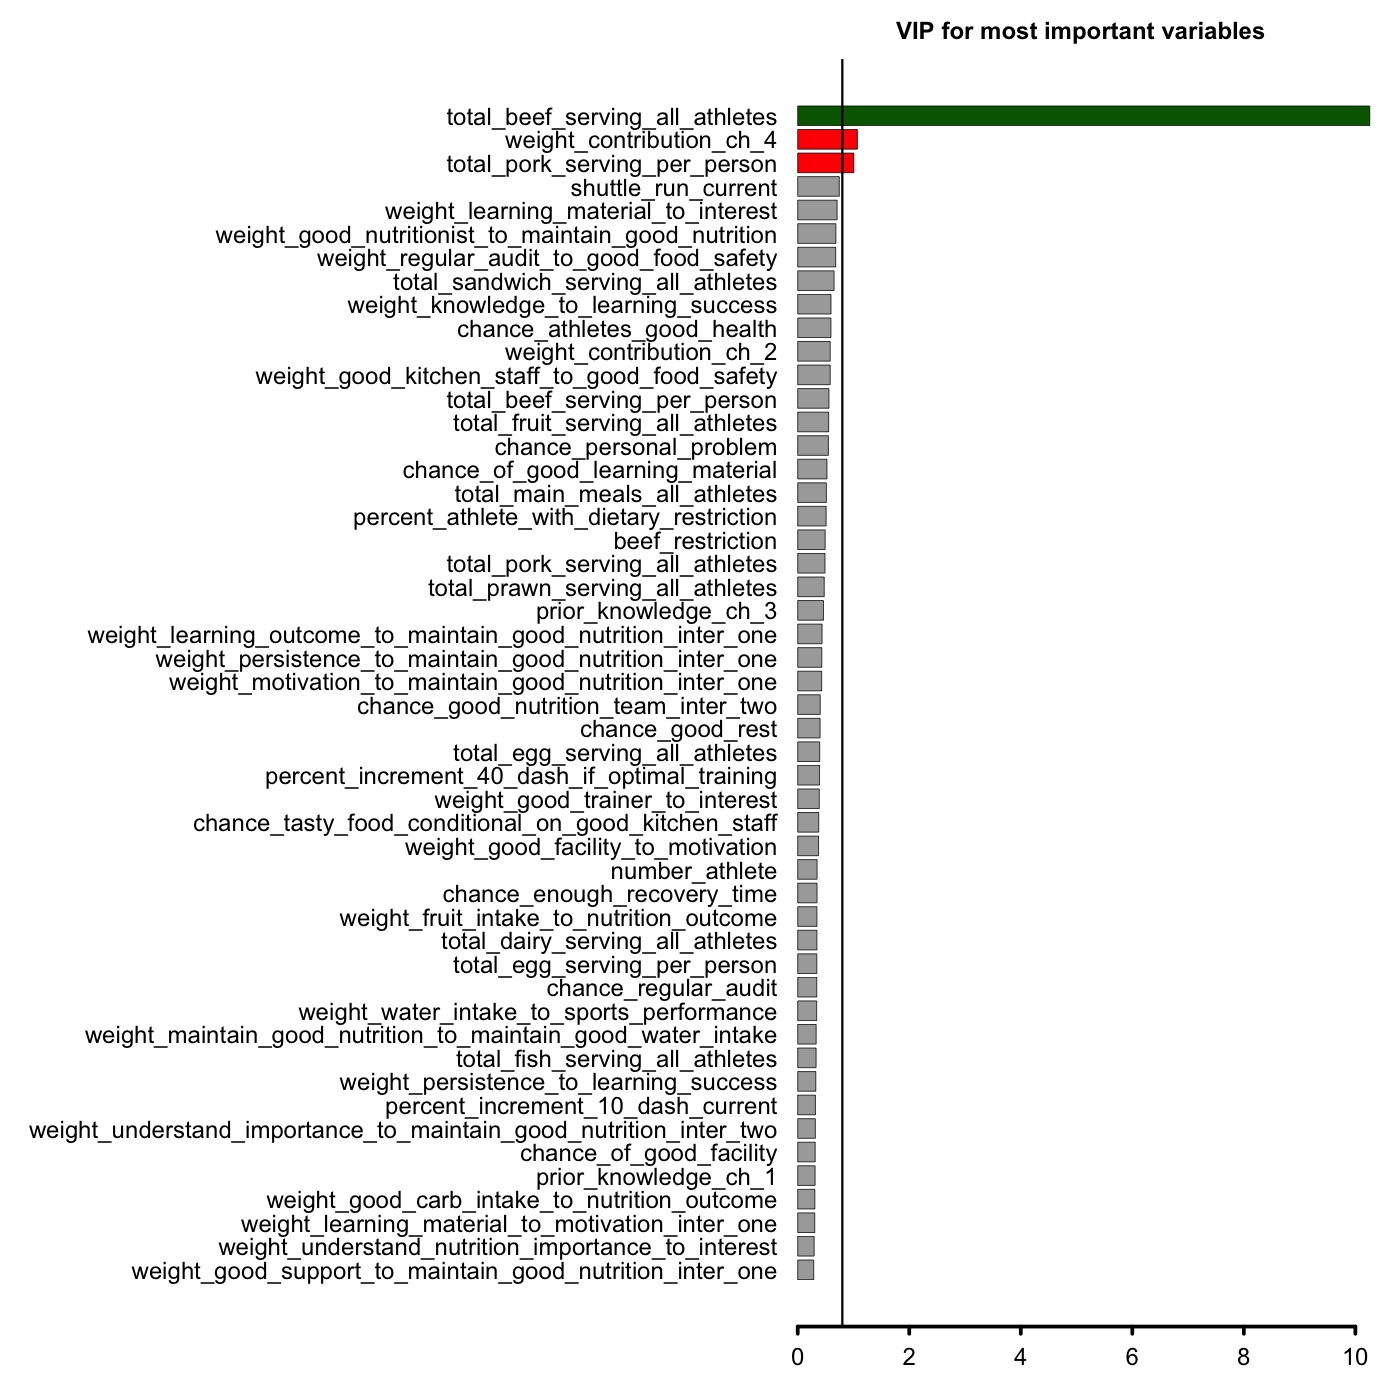 VIP for most important variables
total_beef_serving_all_athletes
weight_contribution_ch_4
total_pork_serving_per_person
shuttle_run_current
weight_learning_material_to_interest
weight_good_nutritionist_to_maintain_good_nutrition
weight_regular_audit_to_good_food_safety
total_sandwich_serving_all_athletes
weight_knowledge_to_learning_success
chance_athletes_good_health
weight_contribution_ch_2
weight_good_kitchen_staff_to_good_food_safety
total_beef_serving_per_person
total_fruit_serving_all_athletes
chance_personal_problem
chance_of_good_learning_material
total_main_meals_all_athletes
percent_athlete_with_dietary_restriction
beef_restriction
total_pork_serving_all_athletes
total_prawn_serving_all_athletes
prior_knowledge_ch_3
weight_learning_outcome_to_maintain_good_nutrition_inter_one
weight_persistence_to_maintain_good_nutrition_inter_one
weight_motivation_to_maintain_good_nutrition_inter_one
chance_good_nutrition_team_inter_two
chance_good_rest
total_egg_serving_all_athletes
percent_increment_40_dash_if_optimal_training
weight_good_trainer_to_interest
chance_tasty_food_conditional_on_good_kitchen_staff
weight_good_facility_to_motivation
number_athlete
chance_enough_recovery_time
weight_fruit_intake_to_nutrition_outcome
total_dairy_serving_all_athletes
total_egg_serving_per_person
chance_regular_audit
weight_water_intake_to_sports_performance
weight_maintain_good_nutrition_to_maintain_good_water_intake
total_fish_serving_all_athletes
weight_persistence_to_learning_success
percent_increment_10_dash_current
weight_understand_importance_to_maintain_good_nutrition_inter_two
chance_of_good_facility
prior_knowledge_ch_1
weight_good_carb_intake_to_nutrition_outcome
weight_learning_material_to_motivation_inter_one
weight_understand_nutrition_importance_to_interest
weight_good_support_to_maintain_good_nutrition_inter_one
0 2 4 6 8 10